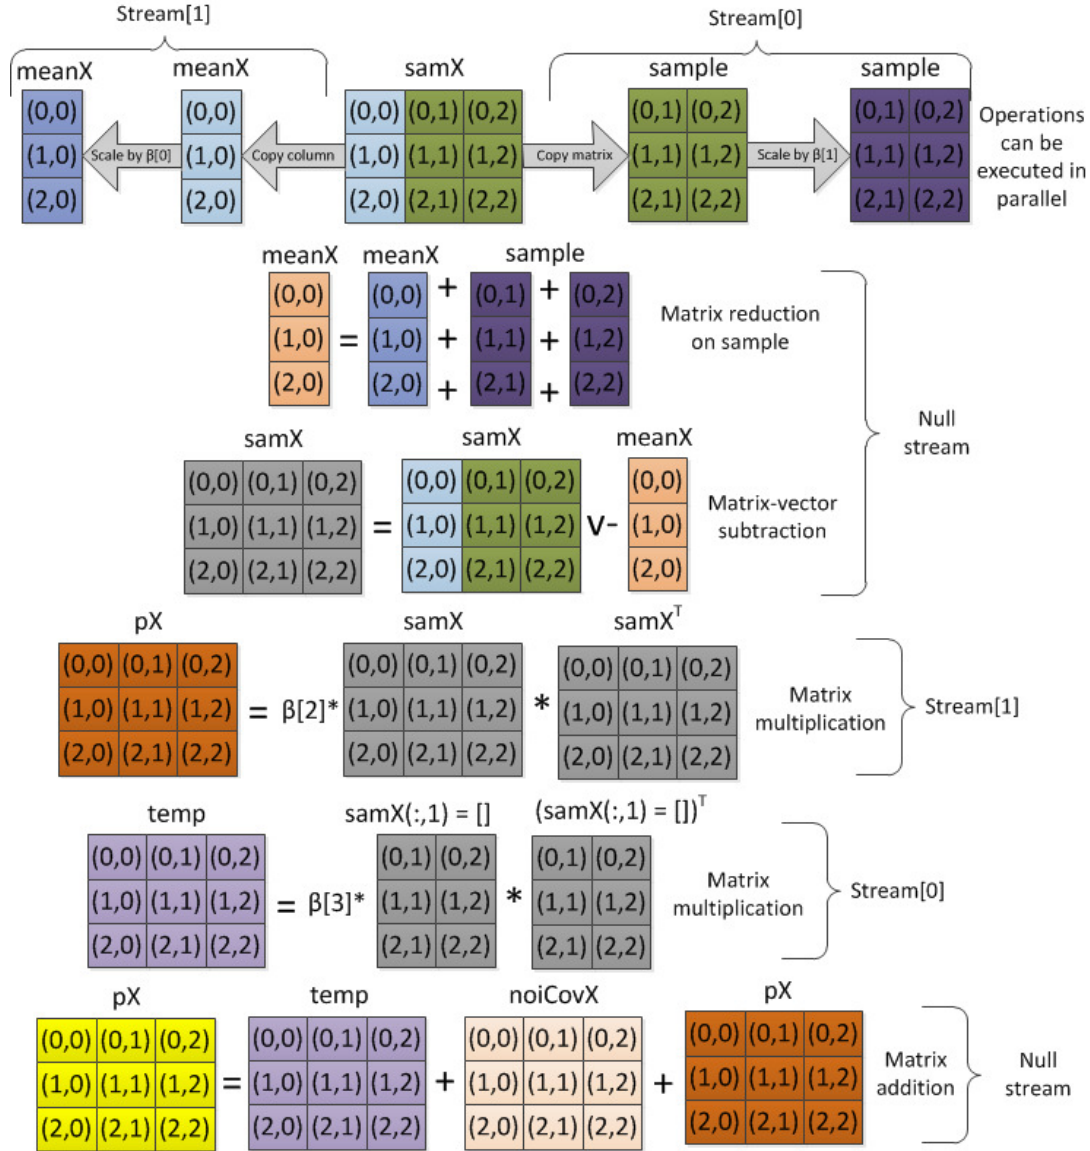 Stream[1]
Stream[0]
meanX meanX samX sample sample
(0,0) (0,0) (0,0) (0,1) (0,2) (0,1) (0,2) (0,1) (0,2)
(1,0) Scale by β[0] (1,0) Copy column (1,0) (1,1) (1,2) Copy matrix (1,1) (1,2) Scale by β[1] (1,1) (1,2)
(2,0) (2,0) (2,0) (2,1) (2,2) (2,1) (2,2) (2,1) (2,2)
Operations
can be
executed in
parallel
meanX meanX sample
(0,0) (0,0) + (0,1) + (0,2)
(1,0) = (1,0) + (1,1) + (1,2)
(2,0) (2,0) + (2,1) + (2,2)
Matrix reduction
on sample
samX samX meanX
(0,0) (0,1) (0,2) (0,0) (0,1) (0,2) (0,0)
(1,0) (1,1) (1,2) = (1,0) (1,1) (1,2) V- (1,0)
(2,0) (2,1) (2,2) (2,0) (2,1) (2,2) (2,0)
Matrix-vector
subtraction
Null
stream
pX samX samX^T
(0,0) (0,1) (0,2) (0,0) (0,1) (0,2) (0,0) (0,1) (0,2)
(1,0) (1,1) (1,2) = β[2]* (1,0) (1,1) (1,2) * (1,0) (1,1) (1,2)
(2,0) (2,1) (2,2) (2,0) (2,1) (2,2) (2,0) (2,1) (2,2)
Matrix
multiplication
Stream[1]
temp samX(:,1) = [] (samX(:,1) = [])^T
(0,0) (0,1) (0,2) (0,1) (0,2) (0,1) (0,2)
(1,0) (1,1) (1,2) = β[3]* (1,1) (1,2) * (1,1) (1,2)
(2,0) (2,1) (2,2) (2,1) (2,2) (2,1) (2,2)
Matrix
multiplication
Stream[0]
pX temp noiCovX pX
(0,0) (0,1) (0,2) (0,0) (0,1) (0,2) (0,0) (0,1) (0,2) (0,0) (0,1) (0,2)
(1,0) (1,1) (1,2) = (1,0) (1,1) (1,2) + (1,0) (1,1) (1,2) + (1,0) (1,1) (1,2)
(2,0) (2,1) (2,2) (2,0) (2,1) (2,2) (2,0) (2,1) (2,2) (2,0) (2,1) (2,2)
Matrix
addition
Null
stream